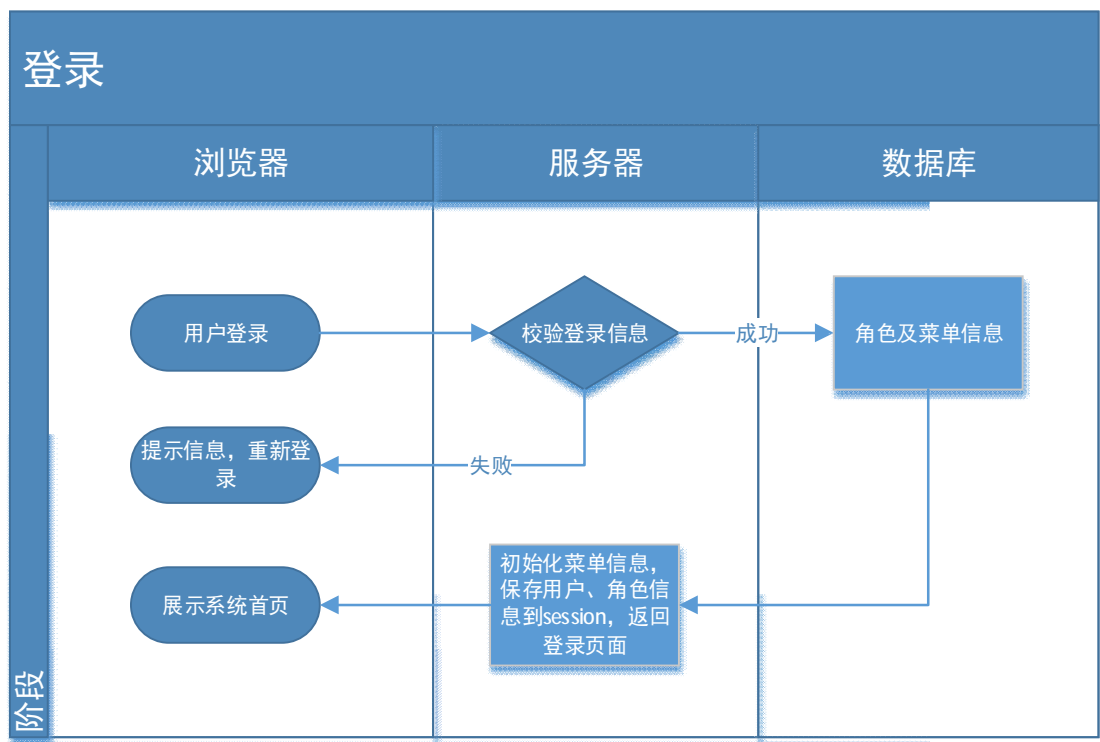 登录
浏览器
服务器
数据库
用户登录
校验登录信息
成功
角色及菜单信息
提示信息，重新登
录
失败
初始化菜单信息，
保存用户、角色信
息到session，返回
登录页面
展示系统首页
阶段